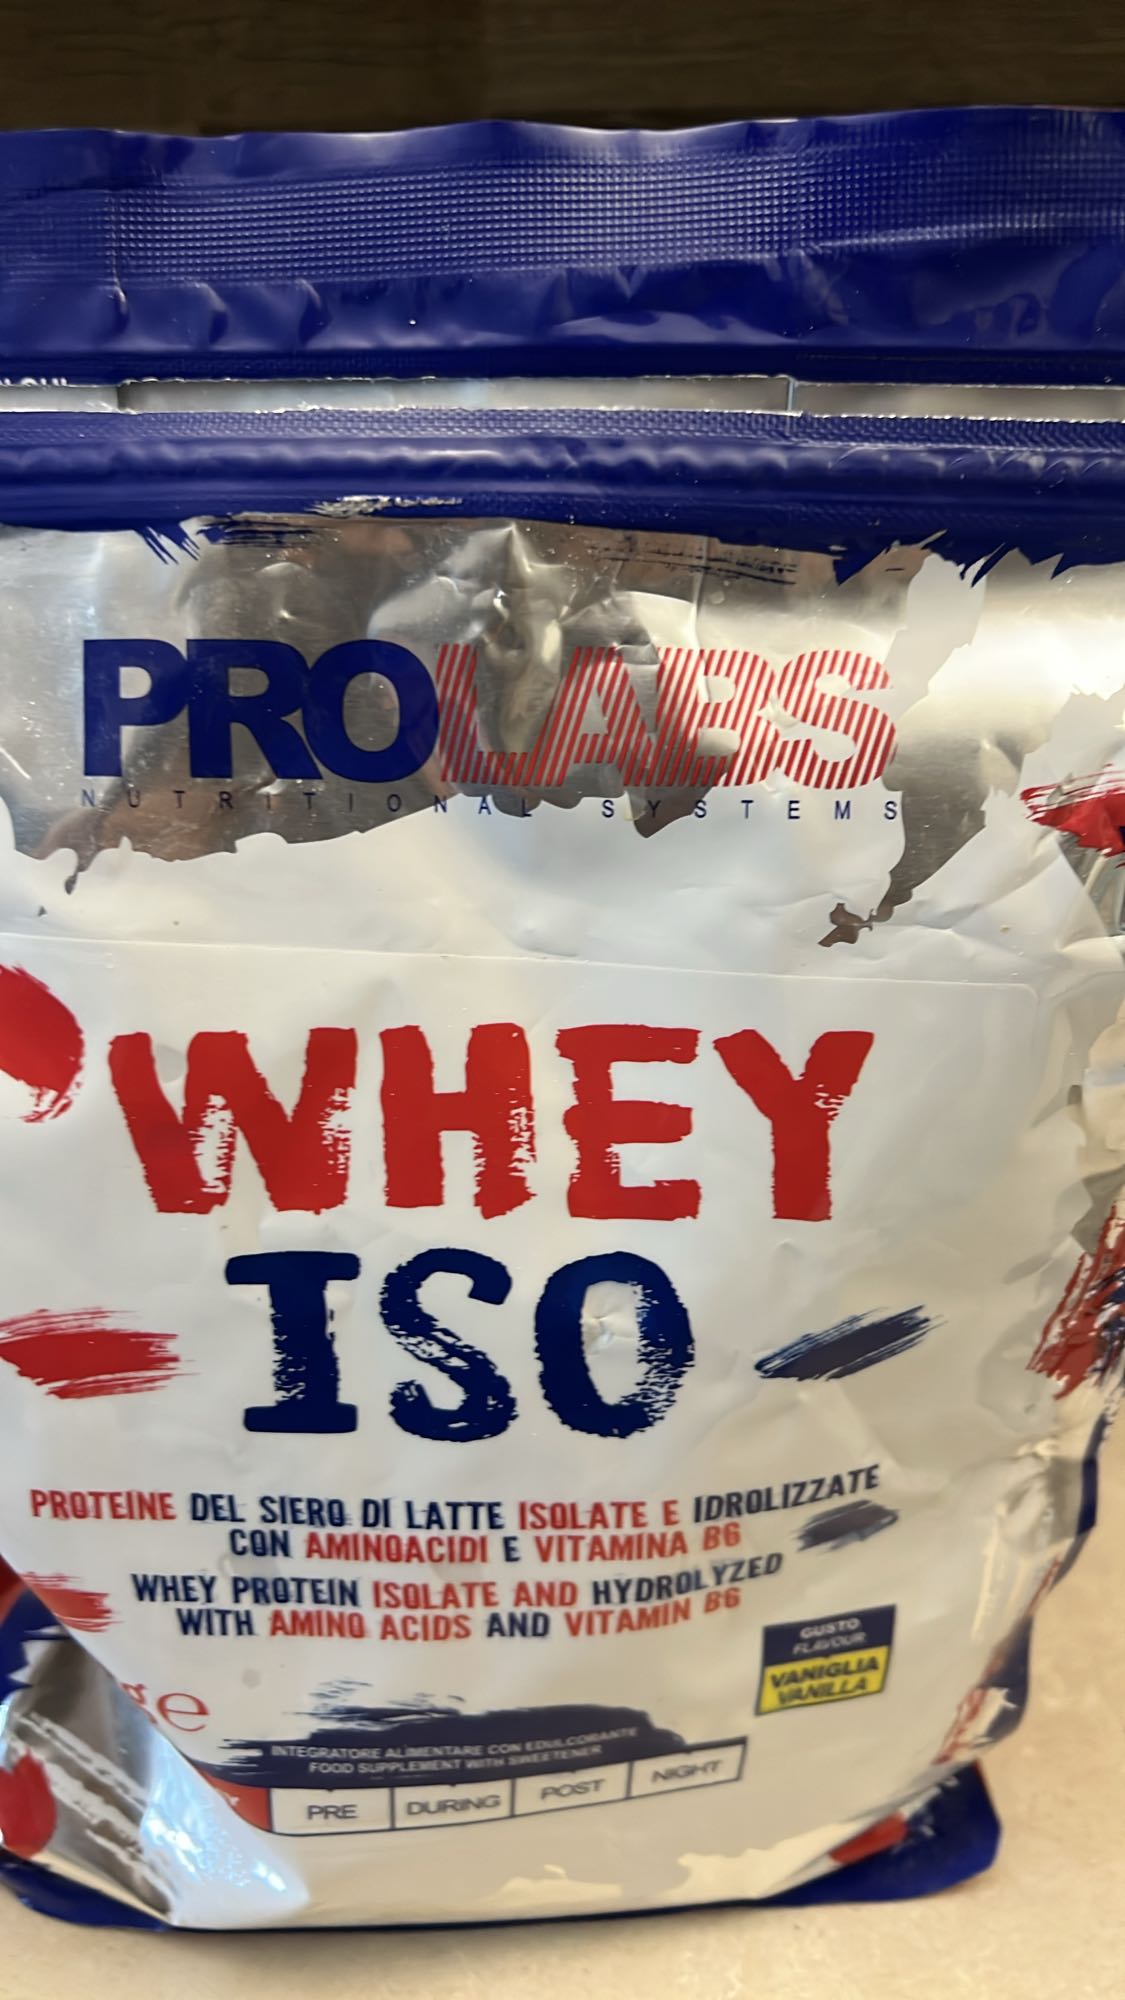 PROLABS
NUTRITIONAL SYSTEMS
WHEY
ISO
PROTEINE DEL SIERO DI LATTE ISOLATE E IDROLIZZATE
CON AMINOACIDI E VITAMINA B6
WHEY PROTEIN ISOLATE AND HYDROLYZED
WITH AMINO ACIDS AND VITAMIN B6
GUSTO
FLAVOUR
VANIGLIA
VANILLA
ge
INTEGRATORE ALIMENTARE CON EDULCORANTE
FOOD SUPPLEMENT WITH SWEETENER
PRE DURING POST NIGHT